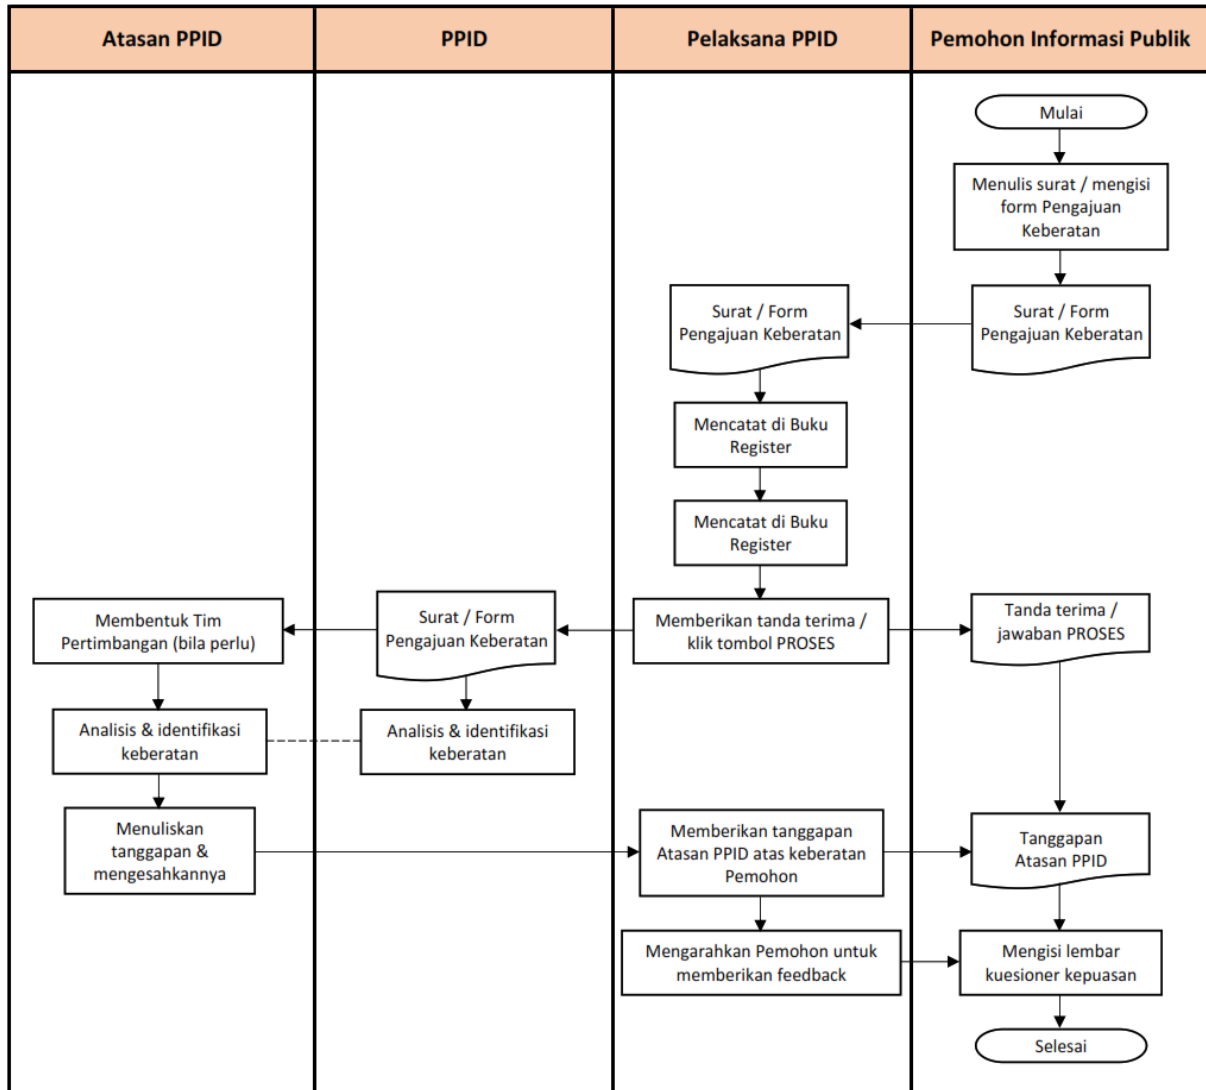 Atasan PPID
PPID
Pelaksana PPID
Pemohon Informasi Publik
Mulai
Menulis surat / mengisi
form Pengajuan
Keberatan
Surat / Form
Pengajuan Keberatan
Surat / Form
Pengajuan Keberatan
Mencatat di Buku
Register
Mencatat di Buku
Register
Membentuk Tim
Pertimbangan (bila perlu)
Surat / Form
Pengajuan Keberatan
Memberikan tanda terima /
klik tombol PROSES
Tanda terima /
jawaban PROSES
Analisis & identifikasi
keberatan
Analisis & identifikasi
keberatan
Menuliskan
tanggapan &
mengesahkannya
Memberikan tanggapan
Atasan PPID atas keberatan
Pemohon
Tanggapan
Atasan PPID
Mengarahkan Pemohon untuk
memberikan feedback
Mengisi lembar
kuesioner kepuasan
Selesai